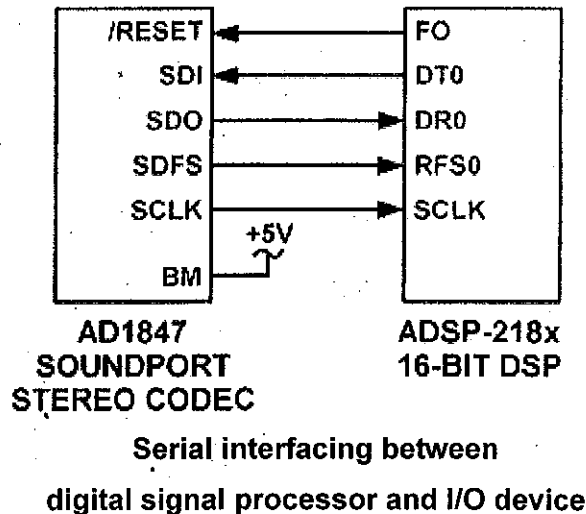 /RESET FO
SDI DT0
SDO DR0
SDFS RFS0
SCLK SCLK
+5V
BM
AD1847 ADSP-218x
SOUNDPORT 16-BIT DSP
STEREO CODEC
Serial interfacing between
digital signal processor and I/O device